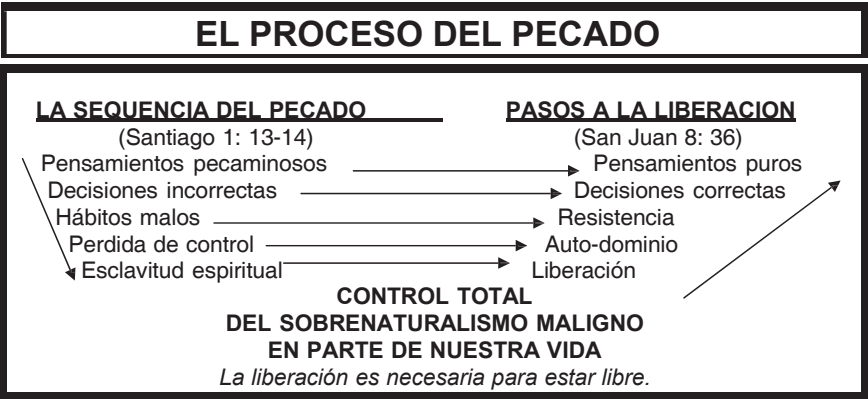 EL PROCESO DEL PECADO
LA SEQUENCIA DEL PECADO PASOS A LA LIBERACION
(Santiago 1: 13-14) (San Juan 8: 36)
Pensamientos pecaminosos Pensamientos puros
Decisiones incorrectas Decisiones correctas
Hábitos malos Resistencia
Perdida de control Auto-dominio
Esclavitud espiritual Liberación
CONTROL TOTAL
DEL SOBRENATURALISMO MALIGNO
EN PARTE DE NUESTRA VIDA
La liberación es necesaria para estar libre.